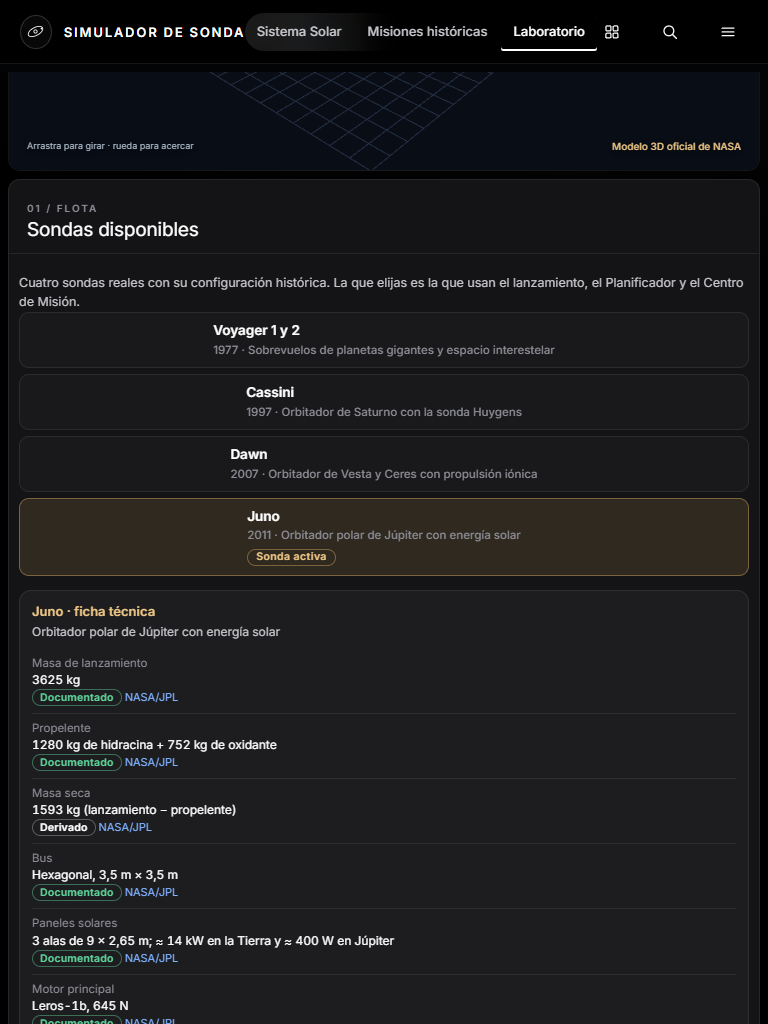 SIMULADOR DE SONDA
Sistema Solar
Misiones históricas
Laboratorio
Arrastra para girar · rueda para acercar
Modelo 3D oficial de NASA
01 / FLOTA
Sondas disponibles
Cuatro sondas reales con su configuración histórica. La que elijas es la que usan el lanzamiento, el Planificador y el Centro
de Misión.
Voyager 1 y 2
1977 · Sobrevuelos de planetas gigantes y espacio interestelar
Cassini
1997 · Orbitador de Saturno con la sonda Huygens
Dawn
2007 · Orbitador de Vesta y Ceres con propulsión iónica
Juno
2011 · Orbitador polar de Júpiter con energía solar
Sonda activa
Juno · ficha técnica
Orbitador polar de Júpiter con energía solar
Masa de lanzamiento
3625 kg
Documentado NASA/JPL
Propelente
1280 kg de hidracina + 752 kg de oxidante
Documentado NASA/JPL
Masa seca
1593 kg (lanzamiento − propelente)
Derivado NASA/JPL
Bus
Hexagonal, 3,5 m × 3,5 m
Documentado NASA/JPL
Paneles solares
3 alas de 9 × 2,65 m; ≈ 14 kW en la Tierra y ≈ 400 W en Júpiter
Documentado NASA/JPL
Motor principal
Leros-1b, 645 N
Documentado NASA/JPL